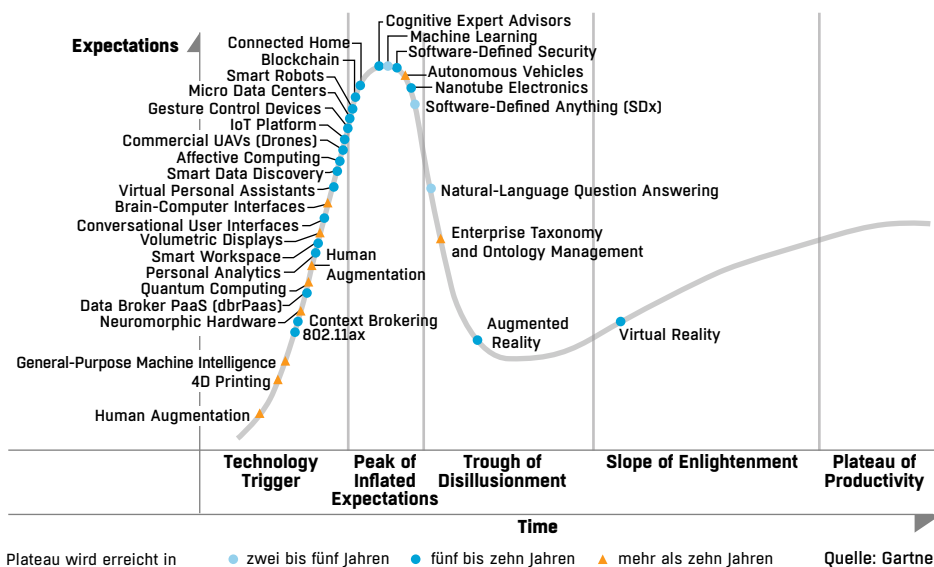 Expectations
Cognitive Expert Advisors
Machine Learning
Software-Defined Security
Autonomous Vehicles
Nanotube Electronics
Software-Defined Anything (SDx)
Connected Home
Blockchain
Smart Robots
Micro Data Centers
Gesture Control Devices
IoT Platform
Commercial UAVs (Drones)
Affective Computing
Smart Data Discovery
Virtual Personal Assistants
Brain-Computer Interfaces
Conversational User Interfaces
Volumetric Displays
Smart Workspace
Personal Analytics
Quantum Computing
Data Broker PaaS (dbrPaas)
Neuromorphic Hardware
Human
Augmentation
Context Brokering
802.11ax
General-Purpose Machine Intelligence
4D Printing
Human Augmentation
Natural-Language Question Answering
Enterprise Taxonomy
and Ontology Management
Augmented
Reality
Virtual Reality
Technology
Trigger
Peak of
Inflated
Expectations
Trough of
Disillusionment
Slope of Enlightenment
Plateau of
Productivity
Time
Plateau wird erreicht in
zwei bis fünf Jahren
fünf bis zehn Jahren
mehr als zehn Jahren
Quelle: Gartne